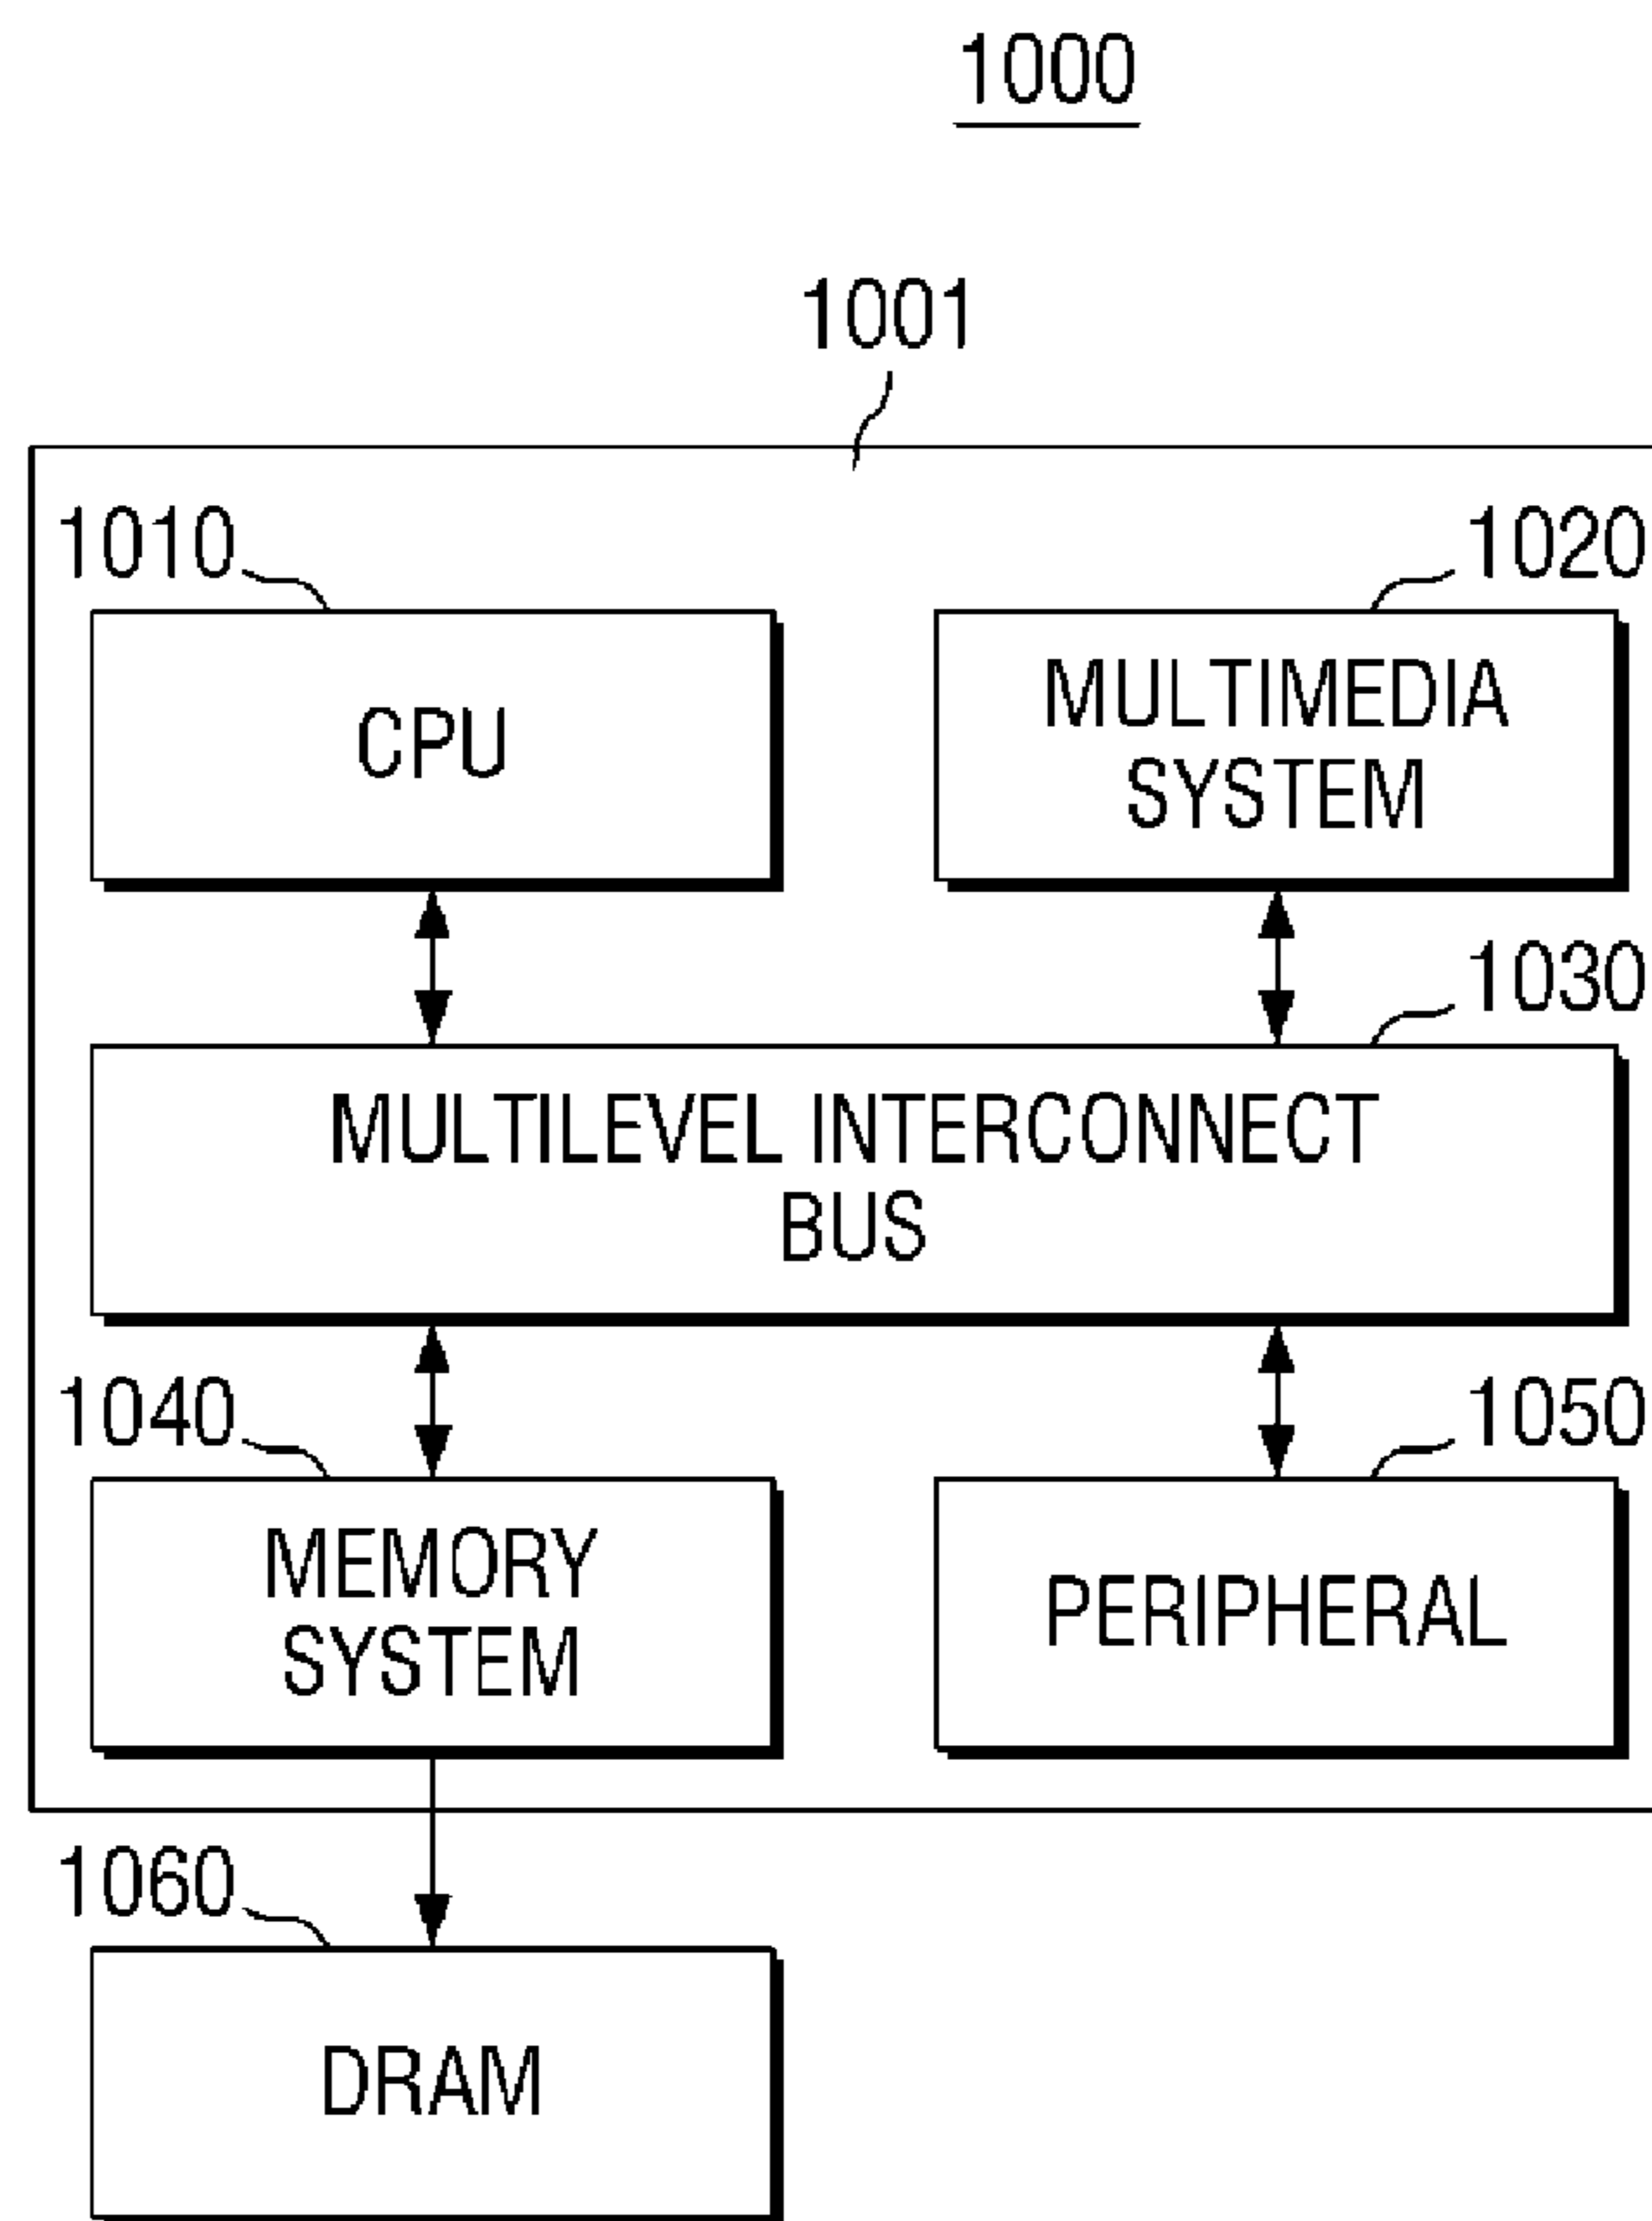 1000
1001
1010
1020
CPU
MULTIMEDIA
SYSTEM
1030
MULTILEVEL INTERCONNECT
BUS
1040
1050
MEMORY
SYSTEM
PERIPHERAL
1060
DRAM